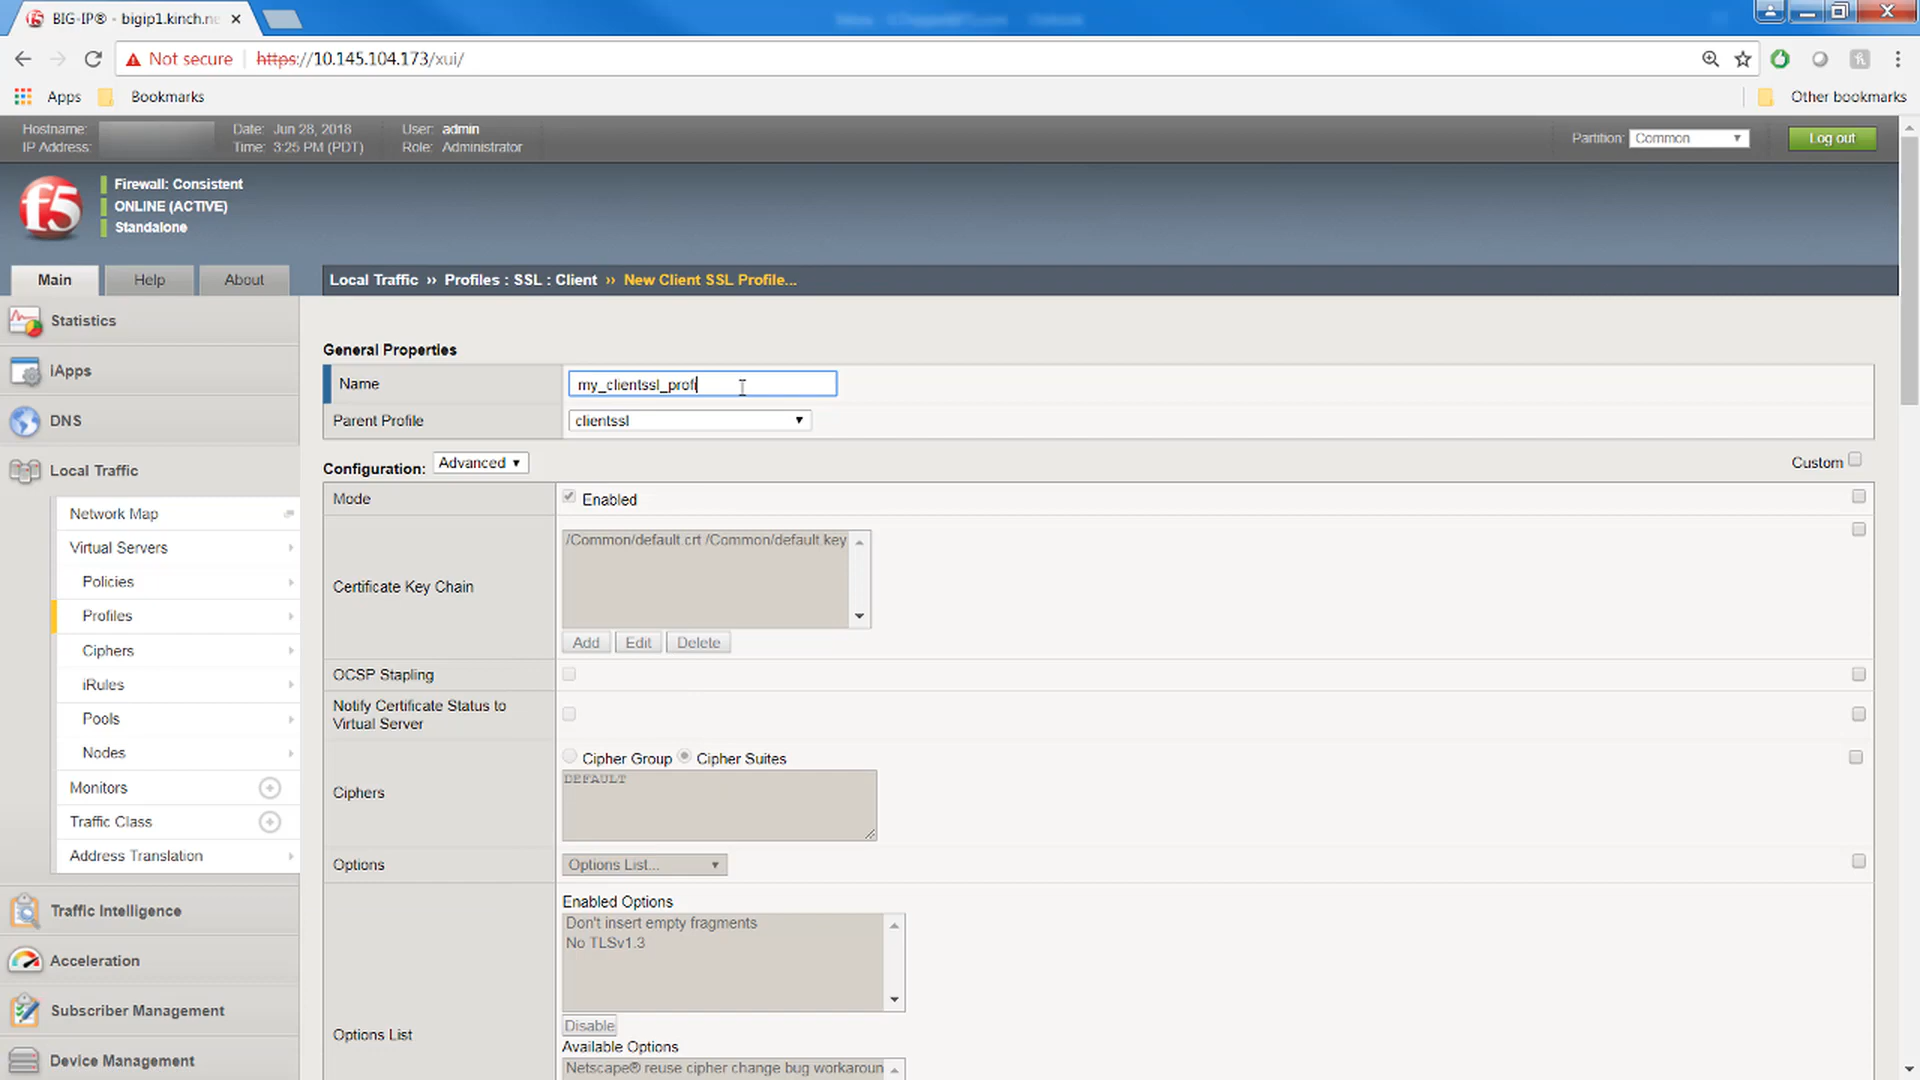 BIG-IP® - bigip1.kinch.ne
Not secure https://10.145.104.173/xui/
Apps Bookmarks Other bookmarks
Hostname: Date: Jun 28, 2018 User: admin
IP Address: Time: 3:25 PM (PDT) Role: Administrator
Partition: Common Log out
f5
Firewall: Consistent
ONLINE (ACTIVE)
Standalone
Main Help About
Local Traffic ›› Profiles : SSL : Client ›› New Client SSL Profile...
Statistics
iApps
DNS
Local Traffic
Network Map
Virtual Servers
Policies
Profiles
Ciphers
iRules
Pools
Nodes
Monitors
Traffic Class
Address Translation
Traffic Intelligence
Acceleration
Subscriber Management
Device Management
General Properties
Name my_clientssl_profi
Parent Profile clientssl
Configuration: Advanced Custom
Mode Enabled
Certificate Key Chain
/Common/default.crt /Common/default.key
Add Edit Delete
OCSP Stapling
Notify Certificate Status to
Virtual Server
Ciphers
Cipher Group Cipher Suites
DEFAULT
Options Options List...
Options List
Enabled Options
Don't insert empty fragments
No TLSv1.3
Disable
Available Options
Netscape® reuse cipher change bug workaroun